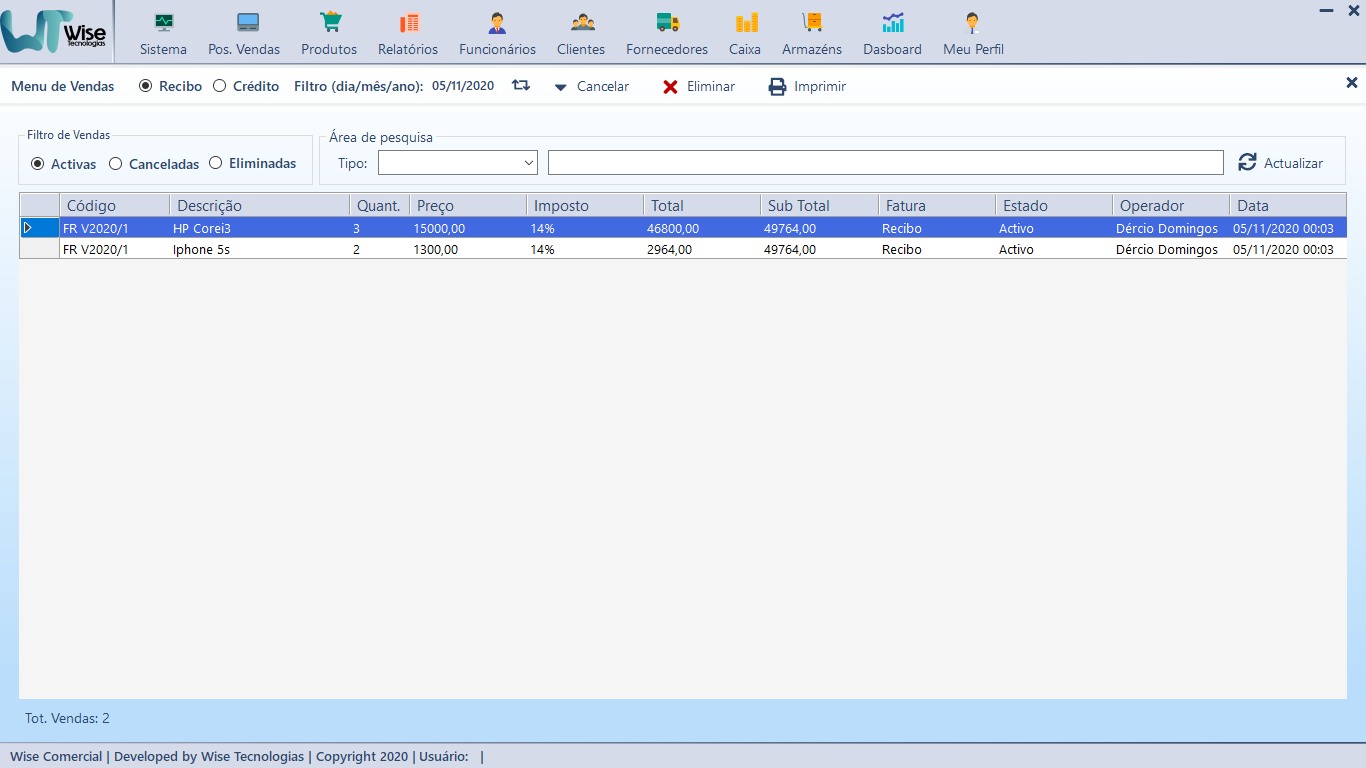 Wise
Tecnologias
Sistema Pos. Vendas Produtos Relatórios Funcionários Clientes Fornecedores Caixa Armazéns Dasboard Meu Perfil
Menu de Vendas Recibo Crédito Filtro (dia/mês/ano): 05/11/2020 Cancelar Eliminar Imprimir
Filtro de Vendas Área de pesquisa
Activas Canceladas Eliminadas Tipo: Actualizar
Código Descrição Quant. Preço Imposto Total Sub Total Fatura Estado Operador Data
FR V2020/1 HP Corei3 3 15000,00 14% 46800,00 49764,00 Recibo Activo Dércio Domingos 05/11/2020 00:03
FR V2020/1 Iphone 5s 2 1300,00 14% 2964,00 49764,00 Recibo Activo Dércio Domingos 05/11/2020 00:03
Tot. Vendas: 2
Wise Comercial | Developed by Wise Tecnologias | Copyright 2020 | Usuário: |